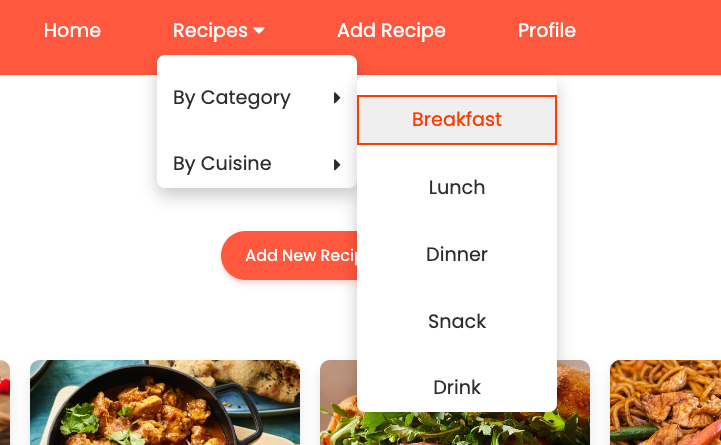 Home Recipes Add Recipe Profile
By Category
By Cuisine
Breakfast
Lunch
Dinner
Snack
Drink
Add New Recip